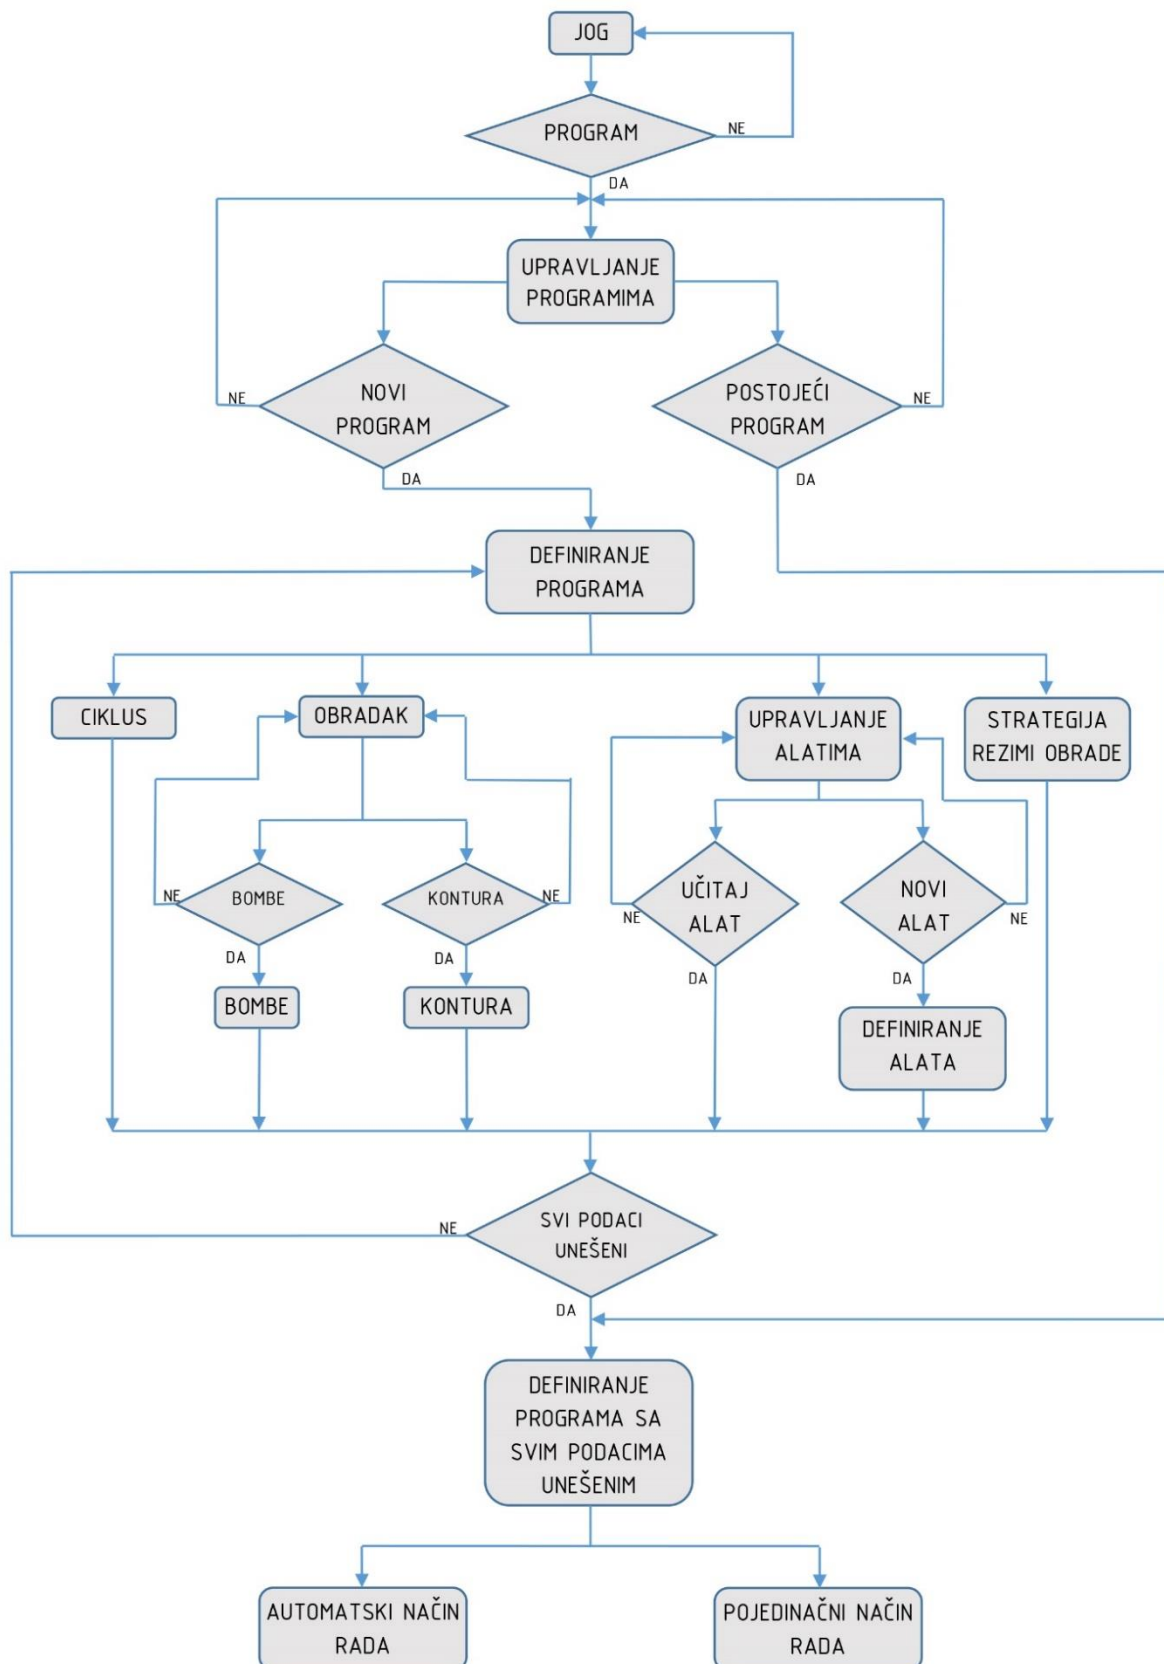 JOG
PROGRAM
NE
DA
UPRAVLJANJE
PROGRAMIMA
NE
NOVI
PROGRAM
DA
POSTOJEĆI
PROGRAM
NE
DA
DEFINIRANJE
PROGRAMA
CIKLUS
OBRADAK
UPRAVLJANJE
ALATIMA
STRATEGIJA
REZIMI OBRADE
NE
BOMBE
KONTURA
NE
UČITAJ
ALAT
NE
NOVI
ALAT
NE
DA
DA
DA
DA
BOMBE
KONTURA
DEFINIRANJE
ALATA
NE
SVI PODACI
UNEŠENI
DA
DEFINIRANJE
PROGRAMA SA
SVIM PODACIMA
UNEŠENIM
AUTOMATSKI NAČIN
RADA
POJEDINAČNI NAČIN
RADA